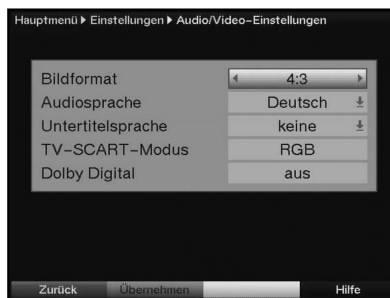 Hauptmenü ▶ Einstellungen ▶ Audio/Video-Einstellungen
Bildformat 4:3
Audiosprache Deutsch
Untertitelsprache keine
TV-SCART-Modus RGB
Dolby Digital aus
Zurück Übernehmen Hilfe